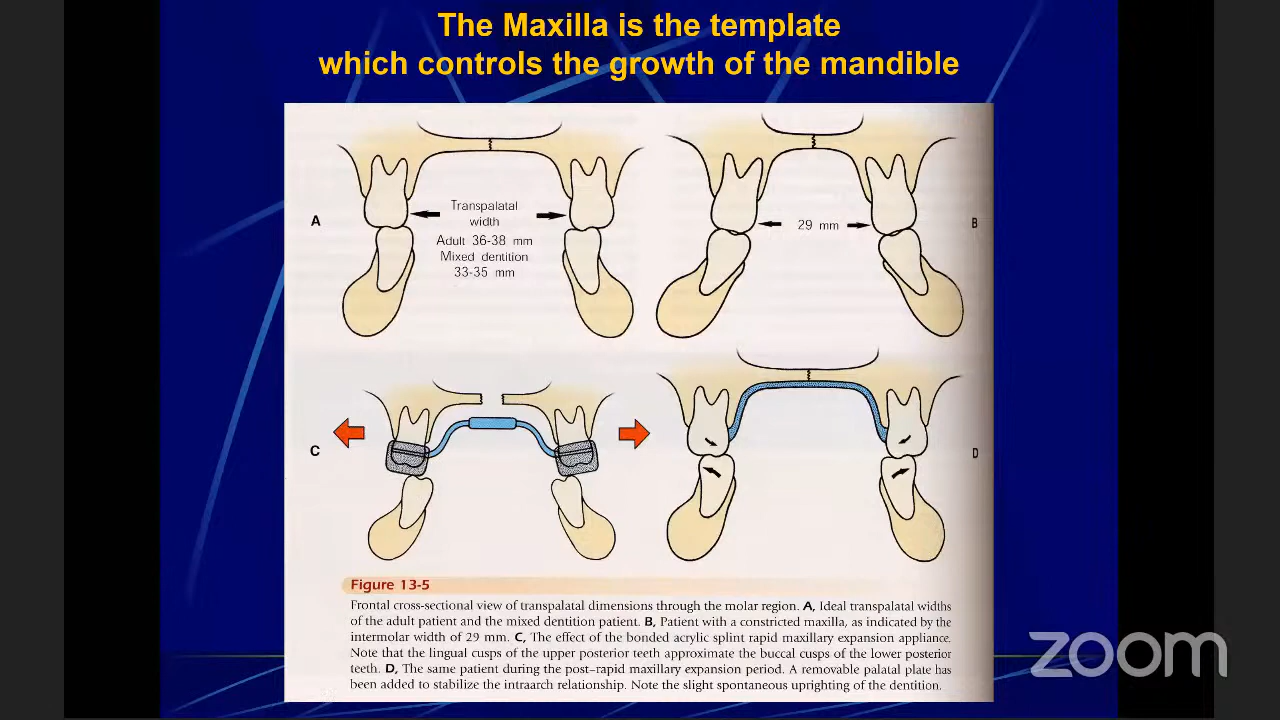 The Maxilla is the template
which controls the growth of the mandible
A
Transpalatal
width
Adult 36-38 mm
Mixed dentition
33-35 mm
29 mm
B
C
D
Figure 13-5
Frontal cross-sectional view of transpalatal dimensions through the molar region. A, Ideal transpalatal widths
of the adult patient and the mixed dentition patient. B, Patient with a constricted maxilla, as indicated by the
intermolar width of 29 mm. C, The effect of the bonded acrylic splint rapid maxillary expansion appliance.
Note that the lingual cusps of the upper posterior teeth approximate the buccal cusps of the lower posterior
teeth. D, The same patient during the post–rapid maxillary expansion period. A removable palatal plate has
been added to stabilize the intraarch relationship. Note the slight spontaneous uprighting of the dentition.
zoom